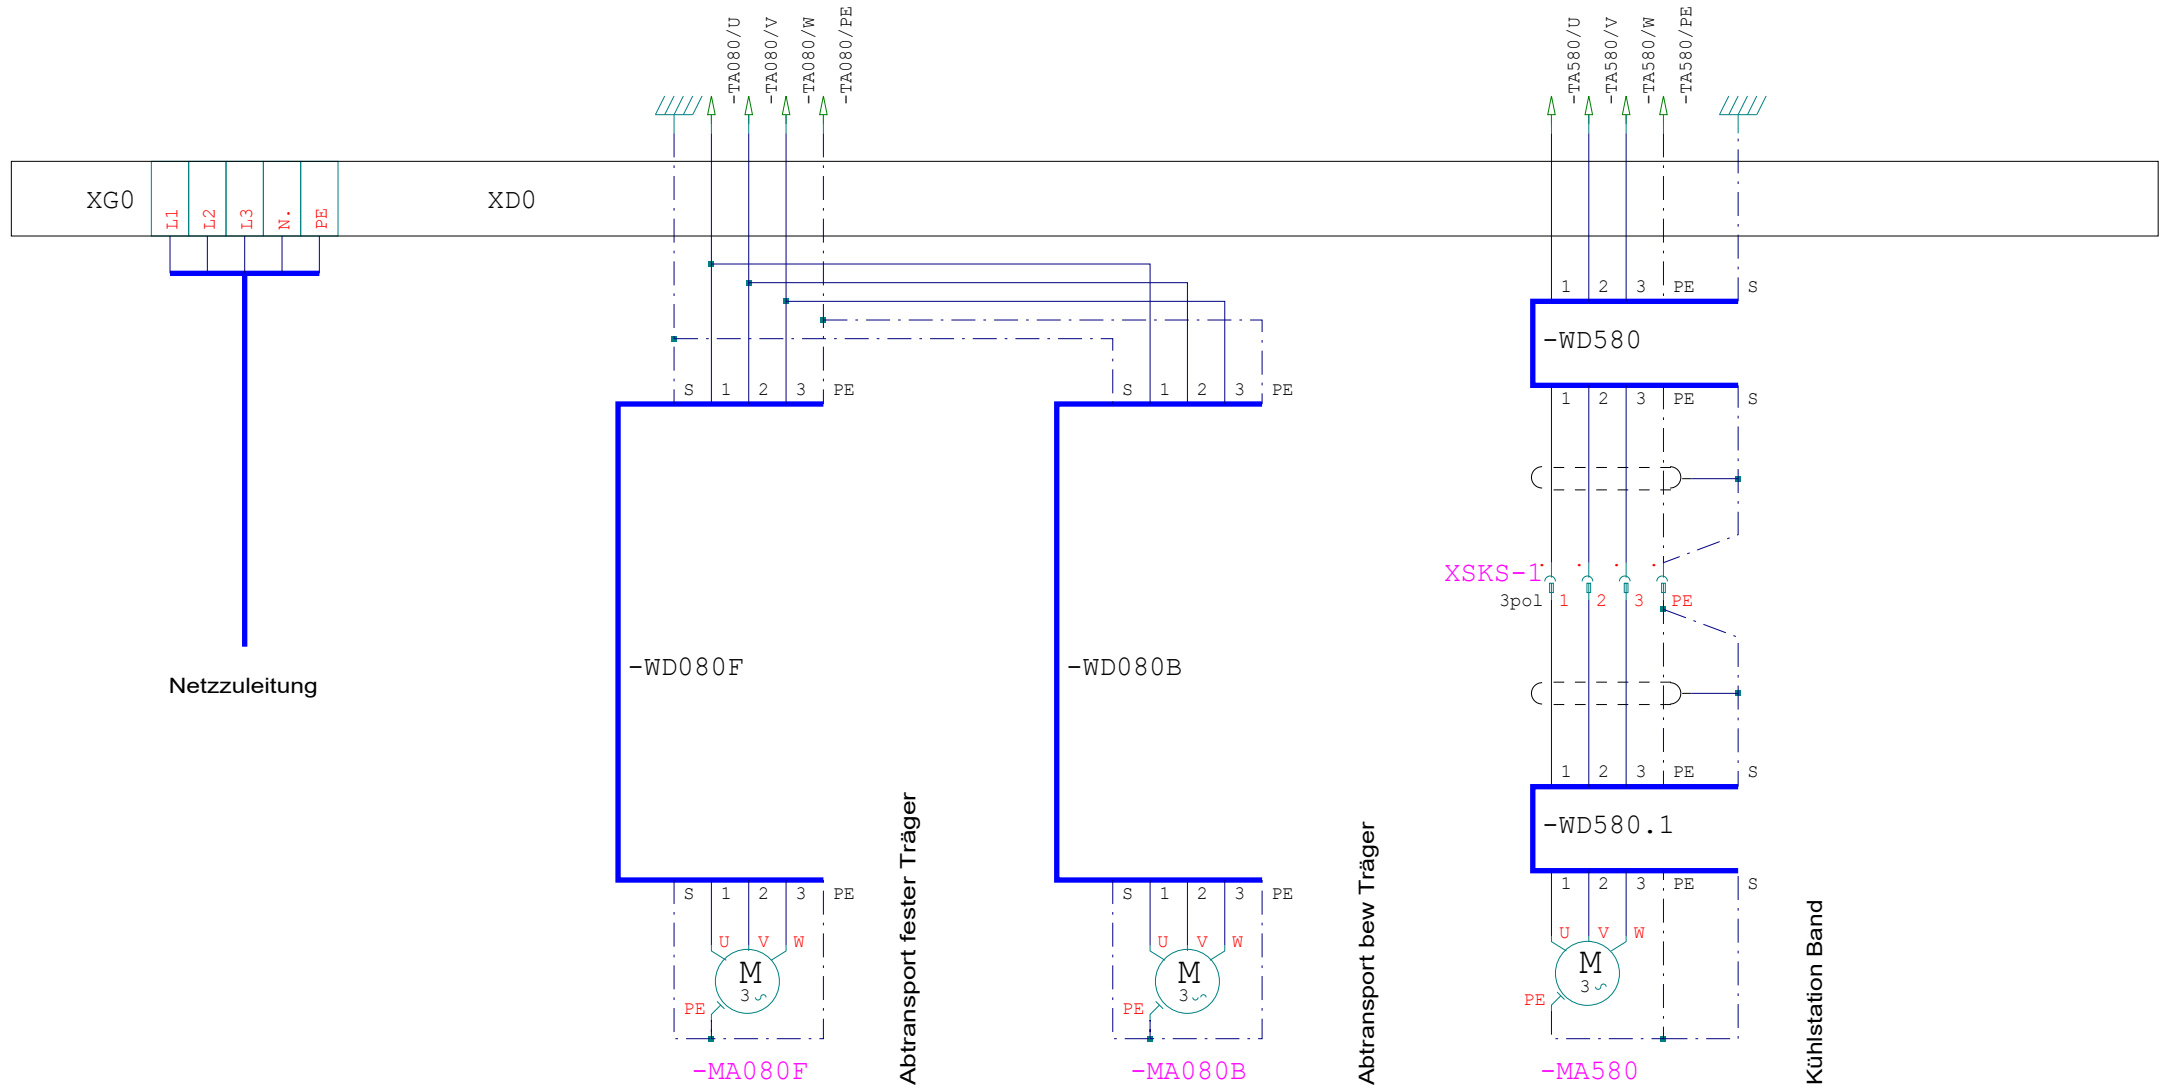 -TA080/U
-TA080/V
-TA080/W
-TA080/PE
-TA580/U
-TA580/V
-TA580/W
-TA580/PE
XG0
L1
L2
L3
N.
PE
XD0
1 2 3 PE S
-WD580
1 2 3 PE S
S 1 2 3 PE
S 1 2 3 PE
XSKS-1
3pol 1 2 3 PE
-WD080F
-WD080B
Netzzuleitung
1 2 3 PE S
-WD580.1
1 2 3 PE S
S 1 2 3 PE
S 1 2 3 PE
U V W
M
3~
PE
-MA080F
Abtransport fester Träger
U V W
M
3~
PE
-MA080B
Abtransport bew Träger
U V W
M
3~
PE
-MA580
Kühlstation Band